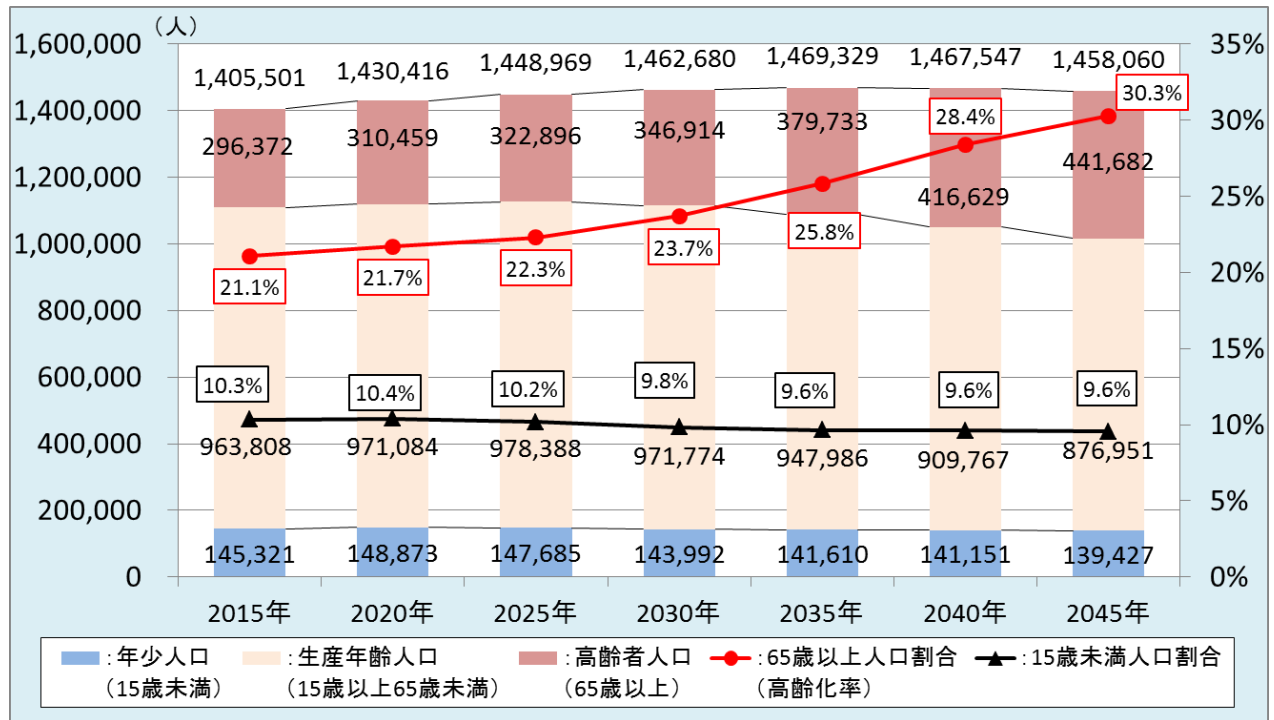 （人）
1,600,000
1,400,000
1,200,000
1,000,000
800,000
600,000
400,000
200,000
0
35%
30%
25%
20%
15%
10%
5%
0%
1,405,501 1,430,416 1,448,969 1,462,680 1,469,329 1,467,547 1,458,060
296,372 310,459 322,896 346,914 379,733 416,629 441,682
21.1% 21.7% 22.3% 23.7% 25.8% 28.4% 30.3%
10.3% 10.4% 10.2% 9.8% 9.6% 9.6% 9.6%
963,808 971,084 978,388 971,774 947,986 909,767 876,951
145,321 148,873 147,685 143,992 141,610 141,151 139,427
2015年 2020年 2025年 2030年 2035年 2040年 2045年
：年少人口 ：生産年齢人口 ：高齢者人口 ：65歳以上人口割合 ：15歳未満人口割合
（15歳未満） （15歳以上65歳未満） （65歳以上） （高齢化率）